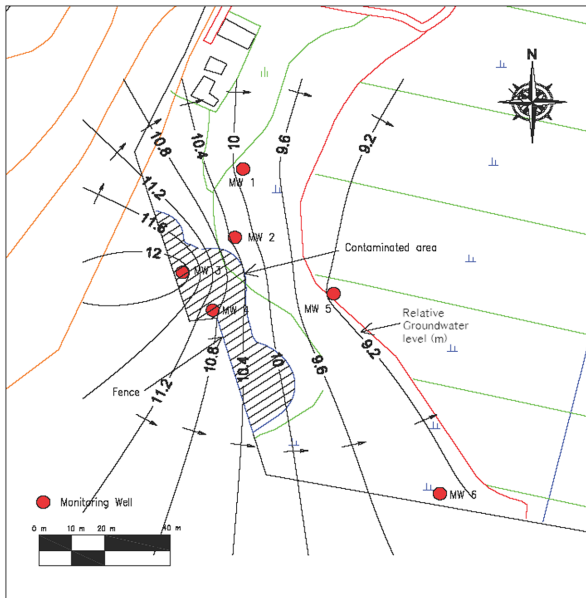 N
10.8
10.4
10
9.6
9.2
11.2
11.6
12
MW 1
MW 2
MW 3
MW 4
MW 5
MW 6
Contaminated area
Relative
Groundwater
level (m)
Fence
11.2
10.8
10.4
10
9.6
9.2
Monitoring Well
0 m
10 m
20 m
40 m